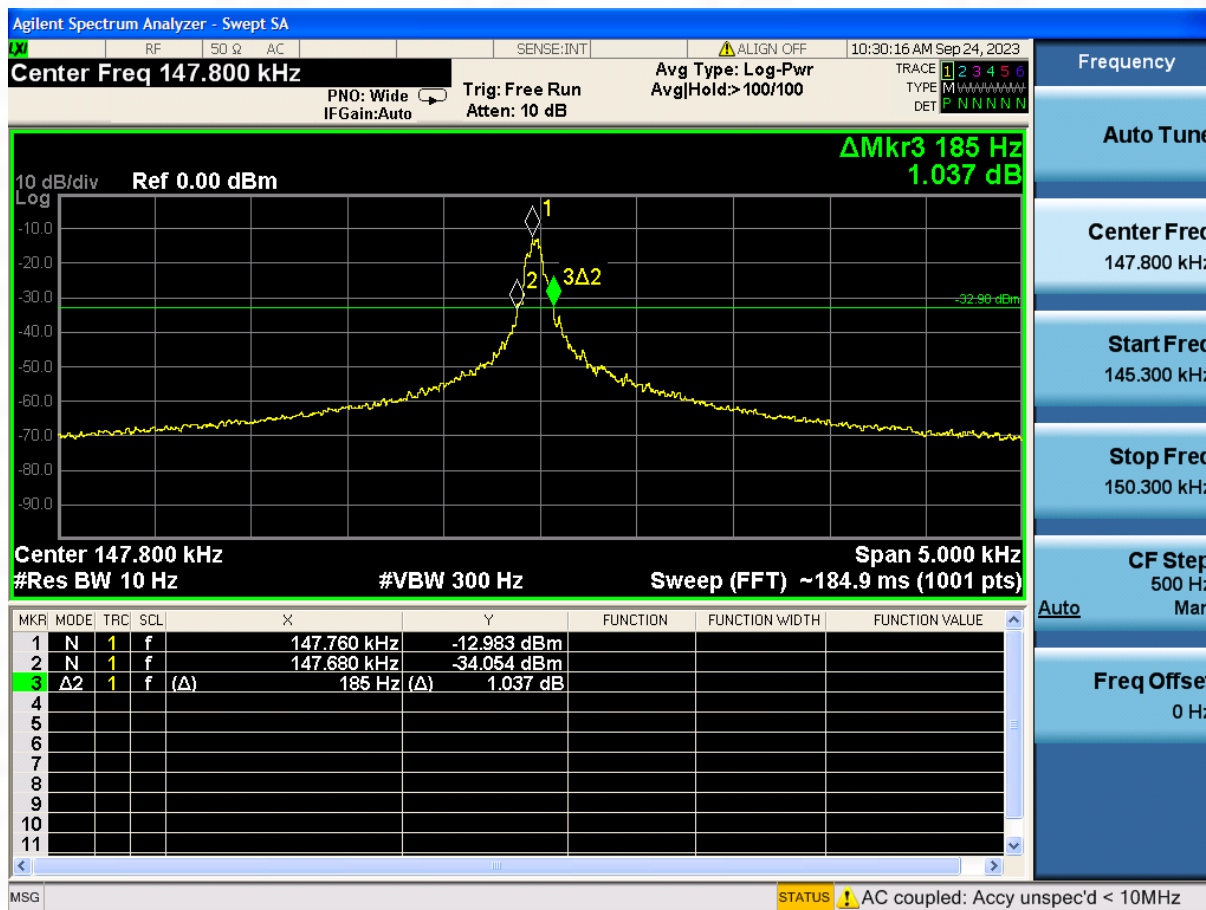 Agilent Spectrum Analyzer - Swept SA
LXI RF 50 Ω AC SENSE:INT ALIGN OFF 10:30:16 AM Sep 24, 2023
Center Freq 147.800 kHz
PNO: Wide
IFGain:Auto
Trig: Free Run
Atten: 10 dB
Avg Type: Log-Pwr
Avg|Hold:>100/100
TRACE 1 2 3 4 5 6
TYPE M
DET P N N N N N
ΔMkr3 185 Hz
1.037 dB
10 dB/div Ref 0.00 dBm
Log
-10.0
-20.0
-30.0
-40.0
-50.0
-60.0
-70.0
-80.0
-90.0
1
2
3Δ2
-32.98 dBm
Center 147.800 kHz Span 5.000 kHz
#Res BW 10 Hz #VBW 300 Hz Sweep (FFT) ~184.9 ms (1001 pts)
MKR MODE TRC SCL X Y FUNCTION FUNCTION WIDTH FUNCTION VALUE
1 N 1 f 147.760 kHz -12.983 dBm
2 N 1 f 147.680 kHz -34.054 dBm
3 Δ2 1 f (Δ) 185 Hz (Δ) 1.037 dB
4
5
6
7
8
9
10
11
MSG STATUS AC coupled: Accy unspec'd < 10MHz
Frequency
Auto Tune
Center Freq
147.800 kHz
Start Freq
145.300 kHz
Stop Freq
150.300 kHz
CF Step
500 Hz
Auto Man
Freq Offset
0 Hz